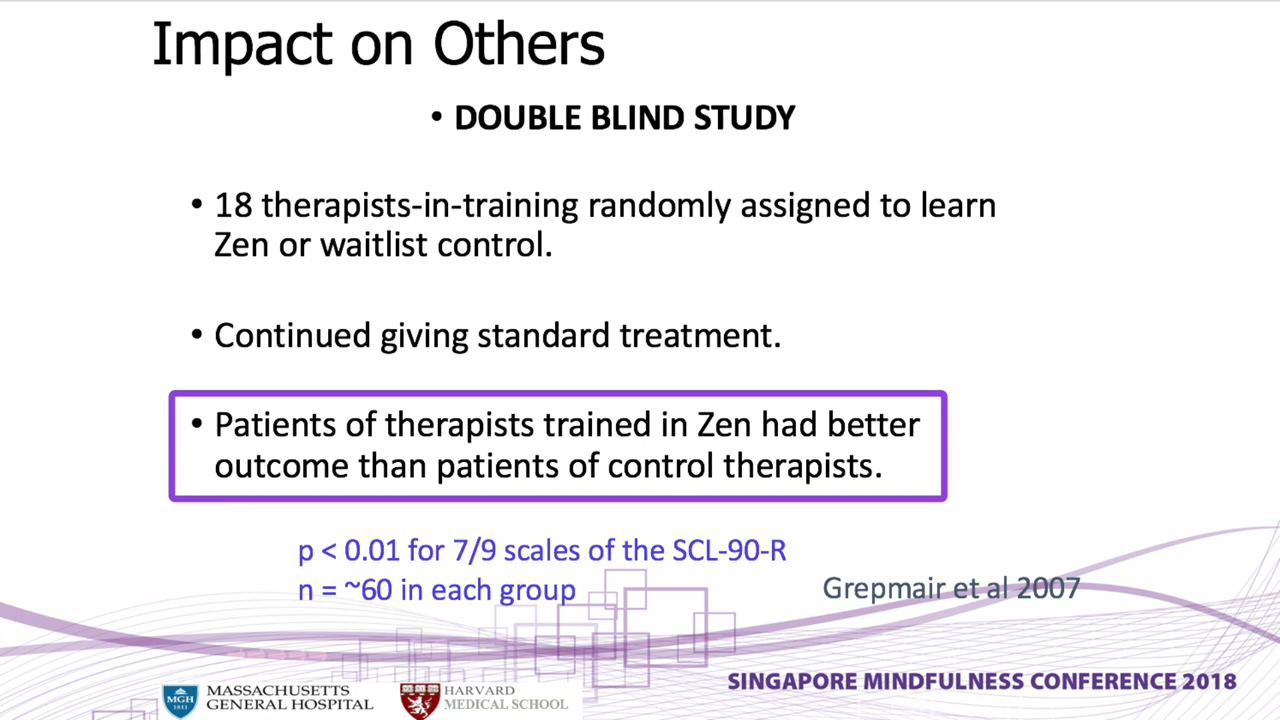 Impact on Others
• DOUBLE BLIND STUDY
• 18 therapists-in-training randomly assigned to learn
Zen or waitlist control.
• Continued giving standard treatment.
• Patients of therapists trained in Zen had better
outcome than patients of control therapists.
p < 0.01 for 7/9 scales of the SCL-90-R
n = ~60 in each group
Grepmair et al 2007
MGH
1811
MASSACHUSETTS
GENERAL HOSPITAL
HARVARD
MEDICAL SCHOOL
SINGAPORE MINDFULNESS CONFERENCE 2018